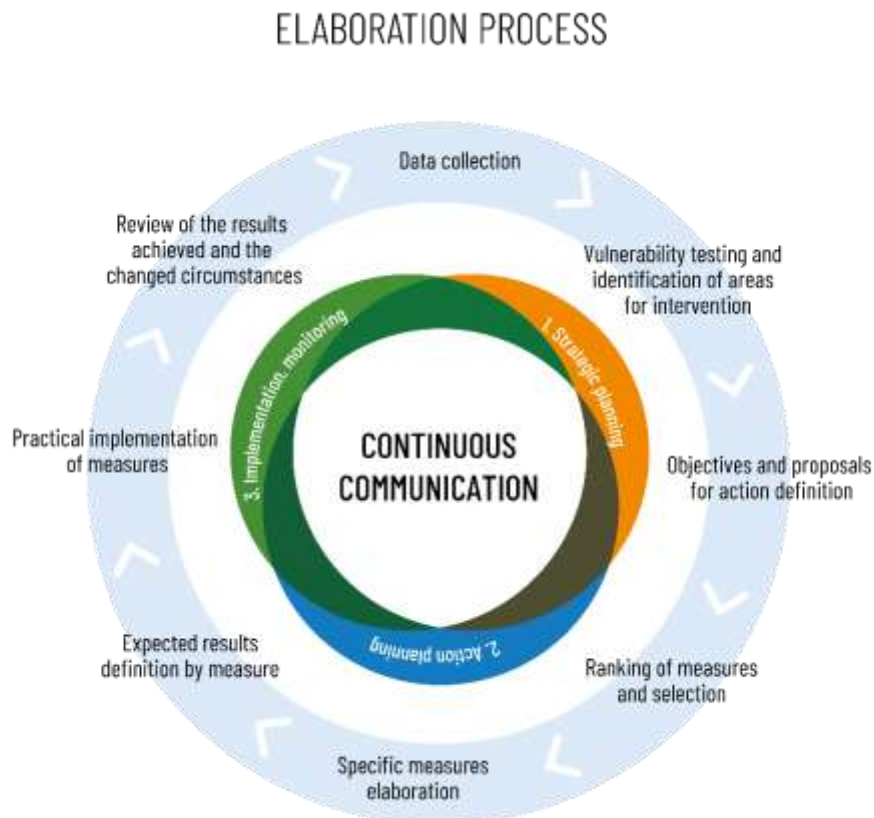 ELABORATION PROCESS
Data collection
Vulnerability testing and
identification of areas
for intervention
Objectives and proposals
for action definition
Ranking of measures
and selection
Specific measures
elaboration
Expected results
definition by measure
Practical implementation
of measures
Review of the results
achieved and the
changed circumstances
1. Strategic planning
2. Action planning
3. Implementation, monitoring
CONTINUOUS
COMMUNICATION